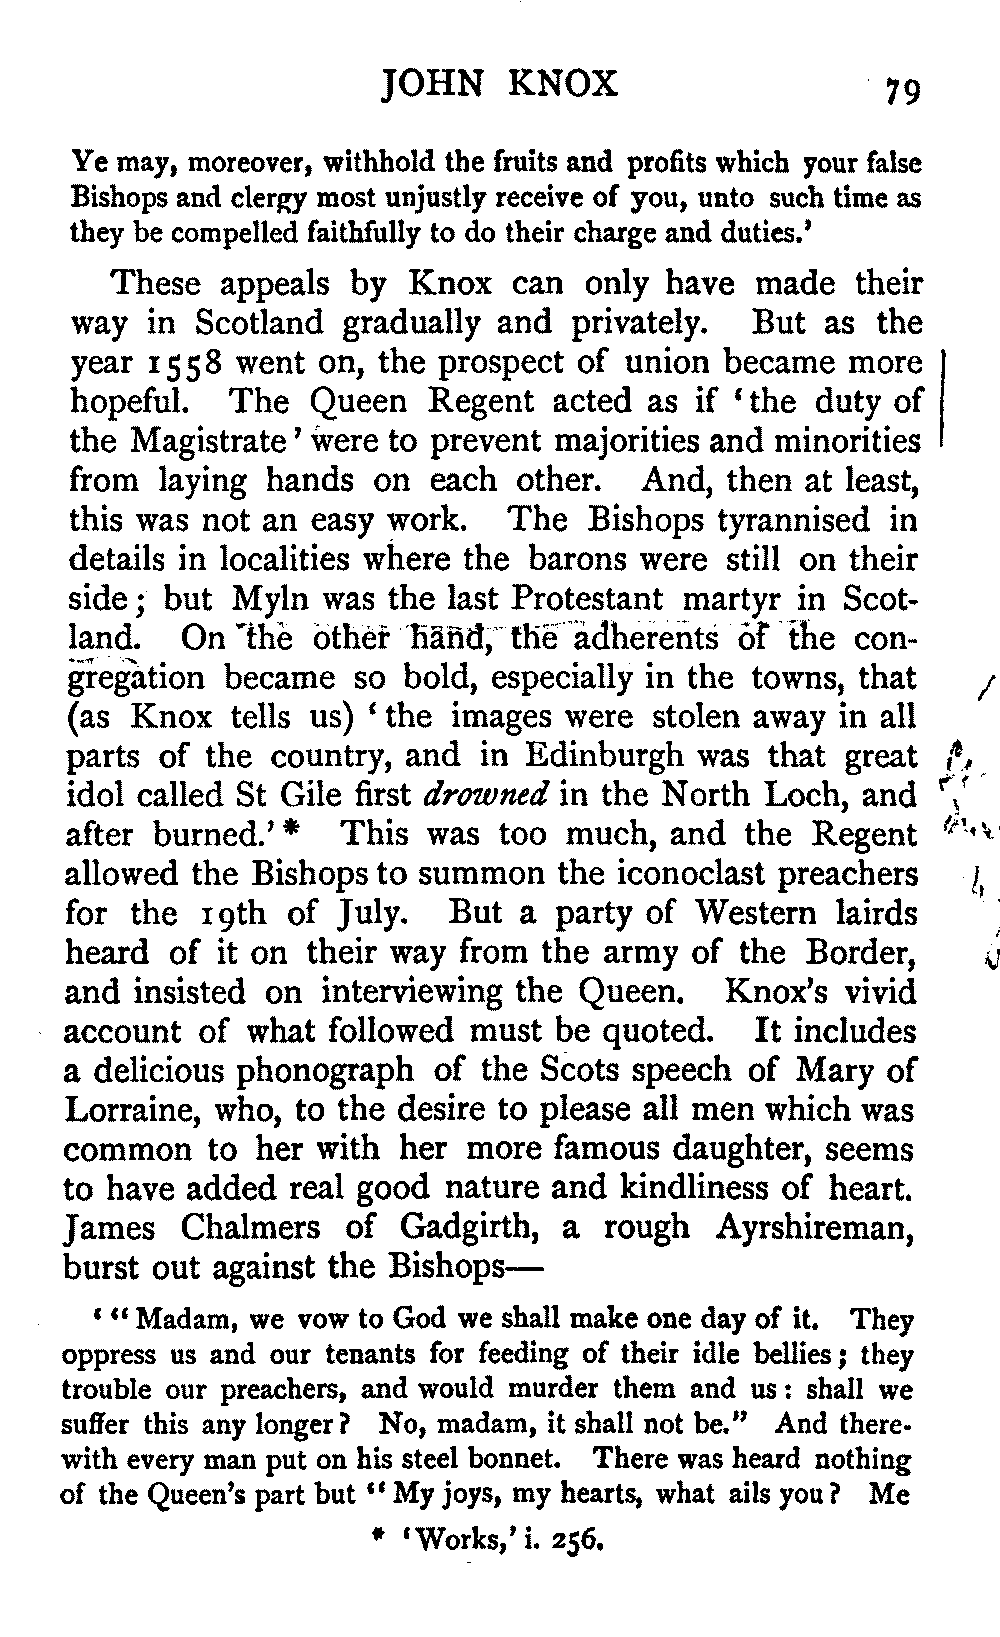 JOHN KNOX 79
Ye may, moreover, withhold the fruits and profits which your false
Bishops and clergy most unjustly receive of you, unto such time as
they be compelled faithfully to do their charge and duties.'
These appeals by Knox can only have made their
way in Scotland gradually and privately. But as the
year 1558 went on, the prospect of union became more
hopeful. The Queen Regent acted as if 'the duty of
the Magistrate' were to prevent majorities and minorities
from laying hands on each other. And, then at least,
this was not an easy work. The Bishops tyrannised in
details in localities where the barons were still on their
side; but Myln was the last Protestant martyr in Scot-
land. On the other hand, the adherents of the con-
gregation became so bold, especially in the towns, that
(as Knox tells us) 'the images were stolen away in all
parts of the country, and in Edinburgh was that great
idol called St Gile first drowned in the North Loch, and
after burned.'* This was too much, and the Regent
allowed the Bishops to summon the iconoclast preachers
for the 19th of July. But a party of Western lairds
heard of it on their way from the army of the Border,
and insisted on interviewing the Queen. Knox's vivid
account of what followed must be quoted. It includes
a delicious phonograph of the Scots speech of Mary of
Lorraine, who, to the desire to please all men which was
common to her with her more famous daughter, seems
to have added real good nature and kindliness of heart.
James Chalmers of Gadgirth, a rough Ayrshireman,
burst out against the Bishops—
' "Madam, we vow to God we shall make one day of it. They
oppress us and our tenants for feeding of their idle bellies; they
trouble our preachers, and would murder them and us: shall we
suffer this any longer? No, madam, it shall not be." And there-
with every man put on his steel bonnet. There was heard nothing
of the Queen's part but "My joys, my hearts, what ails you? Me
* 'Works,' i. 256.